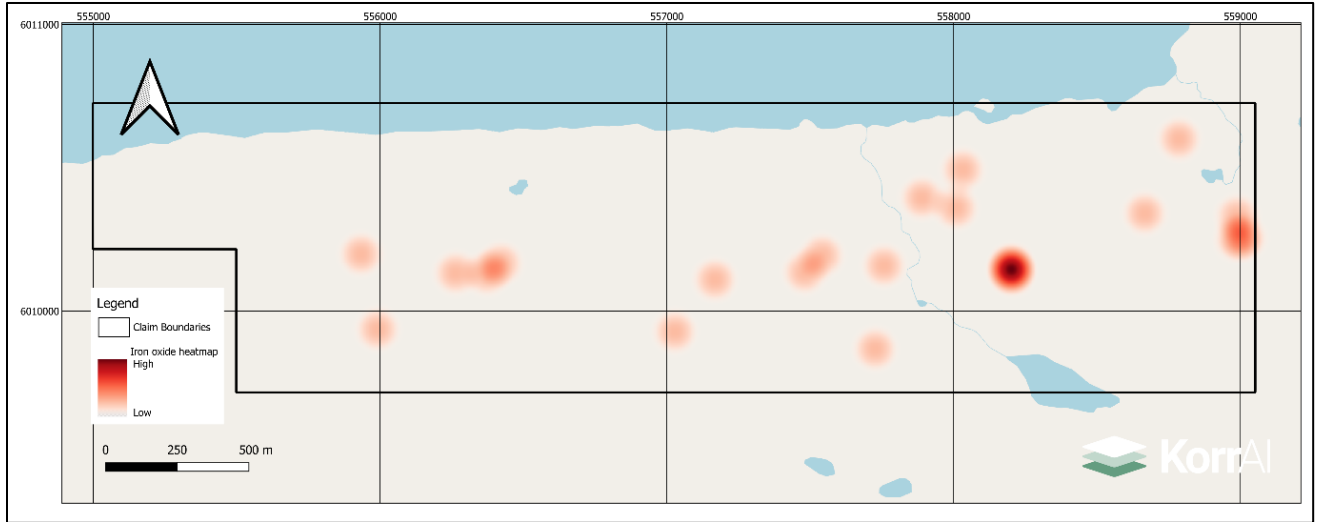 555000 556000 557000 558000 559000
6011000
6010000
Legend
Claim Boundaries
Iron oxide heatmap
High
Low
0 250 500 m
KorrAI